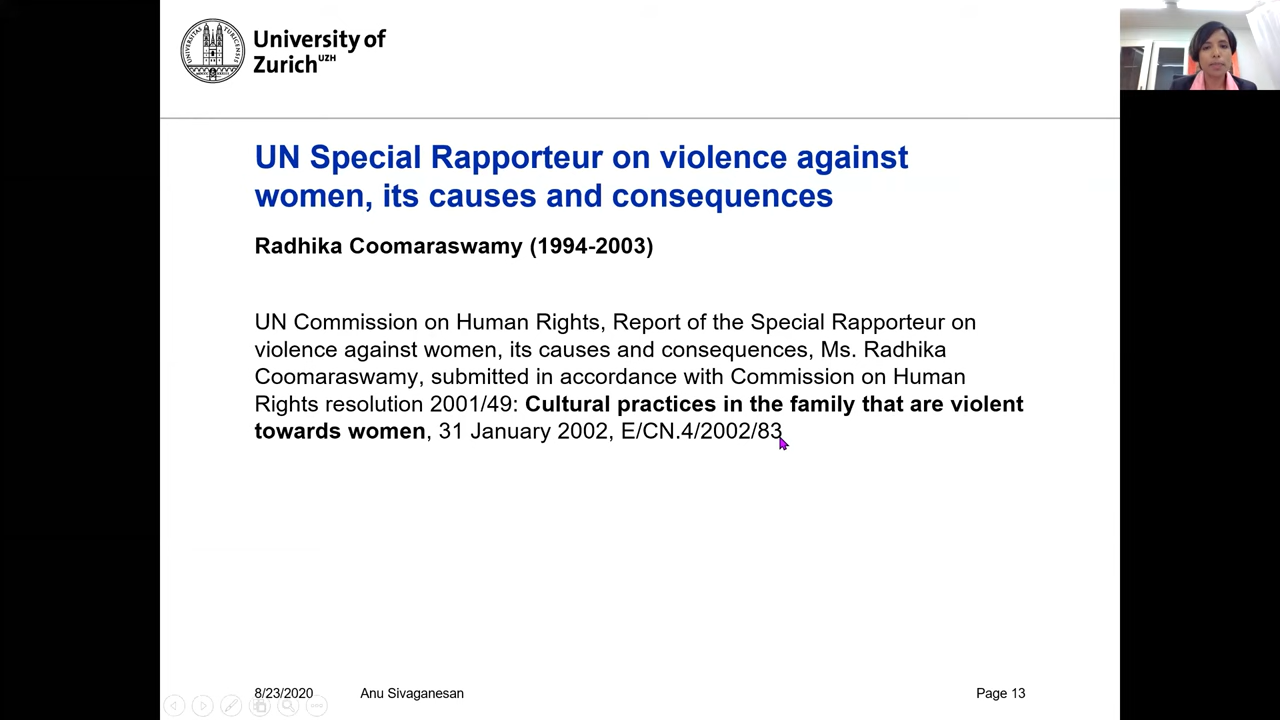 University of
Zurich UZH
UN Special Rapporteur on violence against
women, its causes and consequences
Radhika Coomaraswamy (1994-2003)
UN Commission on Human Rights, Report of the Special Rapporteur on
violence against women, its causes and consequences, Ms. Radhika
Coomaraswamy, submitted in accordance with Commission on Human
Rights resolution 2001/49: Cultural practices in the family that are violent
towards women, 31 January 2002, E/CN.4/2002/83
8/23/2020 Anu Sivaganesan Page 13